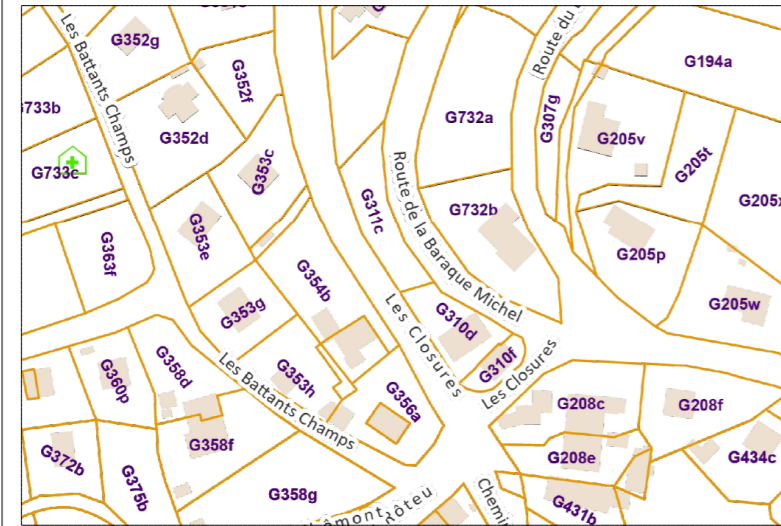 Les Battants Champs
G352g
G352f
G733b
G352d
G733c
G353c
G353e
G363f
G311c
Route de la Baraque Michel
G732a
G732b
Route du
G307g
G194a
G205v
G205t
G205p
G205w
G354b
G353g
G353h
G356a
Les Battants Champs
Les Closures
G310d
G310f
Les Closures
G360p
G358d
G358f
G372b
G375b
G358g
G208c
G208f
G208e
G434c
G431b